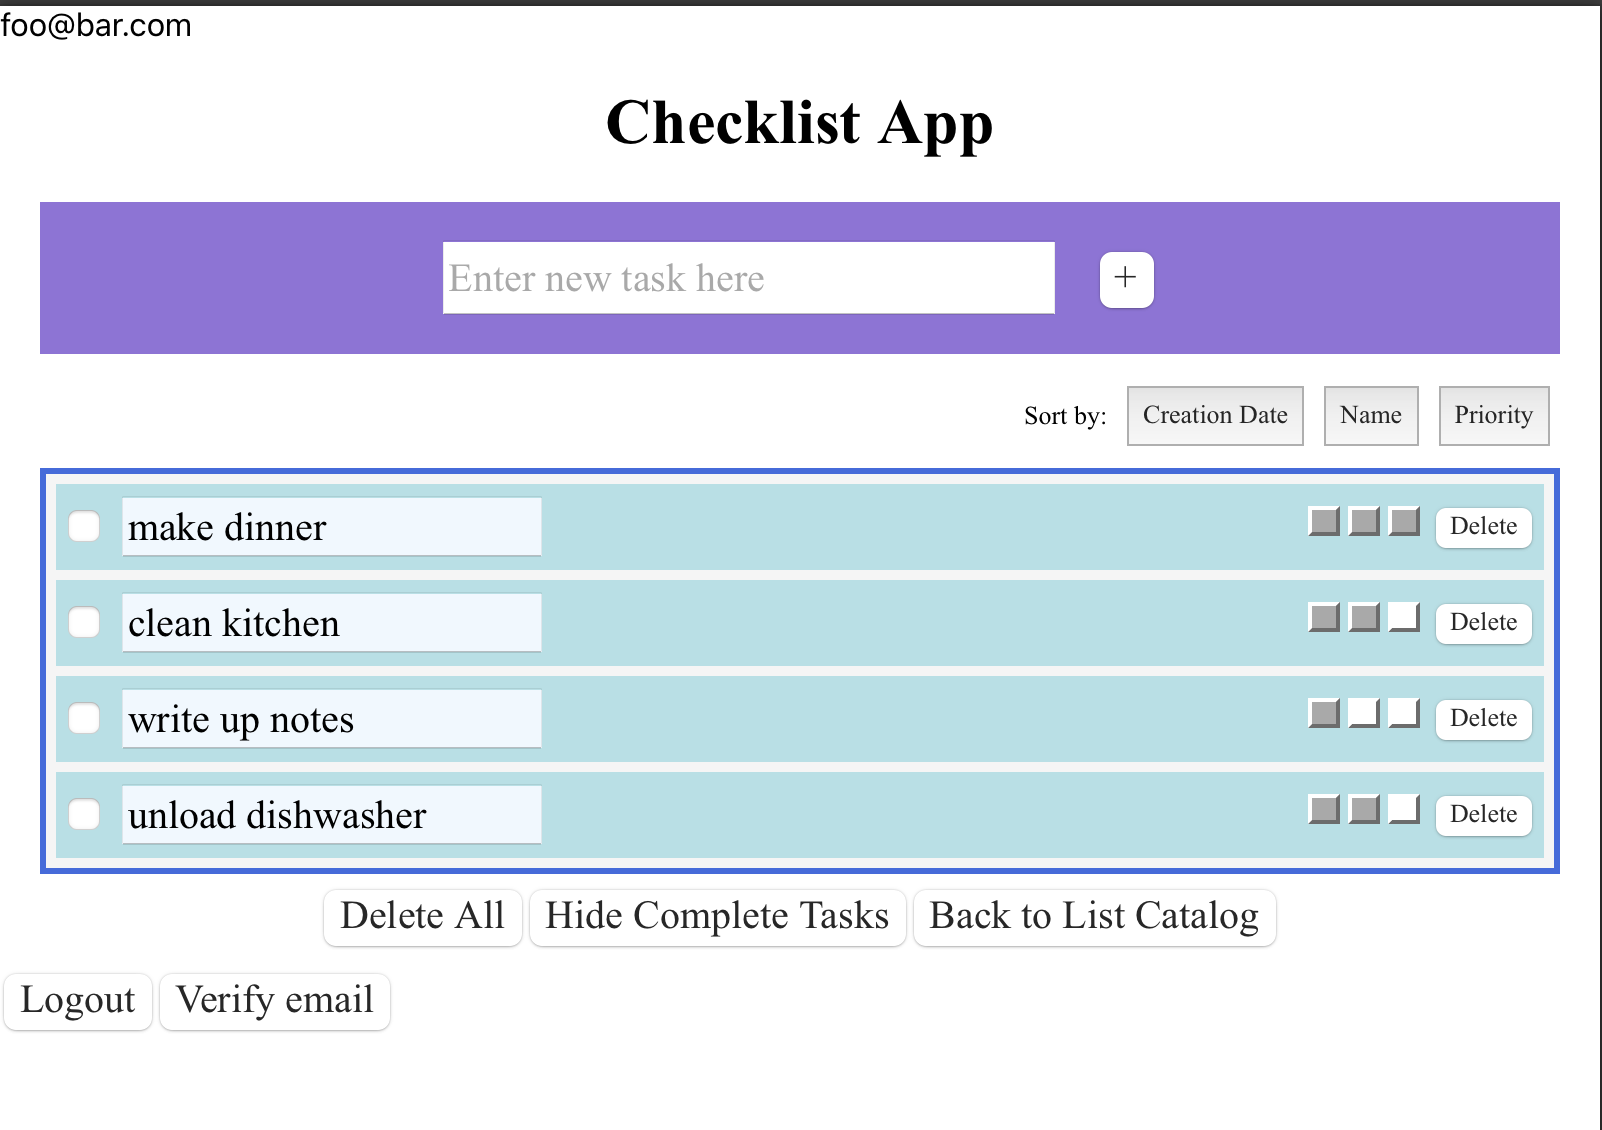 foo@bar.com
Checklist App
Enter new task here +
Sort by: Creation Date Name Priority
make dinner Delete
clean kitchen Delete
write up notes Delete
unload dishwasher Delete
Delete All Hide Complete Tasks Back to List Catalog
Logout Verify email